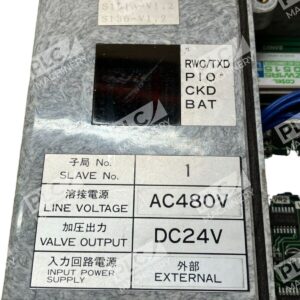 RWC/TXD
PIO
CKD
BAT
子局 No.
SLAVE No.
1
溶接電源
LINE VOLTAGE
AC480V
加圧出力
VALVE OUTPUT
DC24V
入力回路電源
INPUT POWER
SUPPLY
外部
EXTERNAL